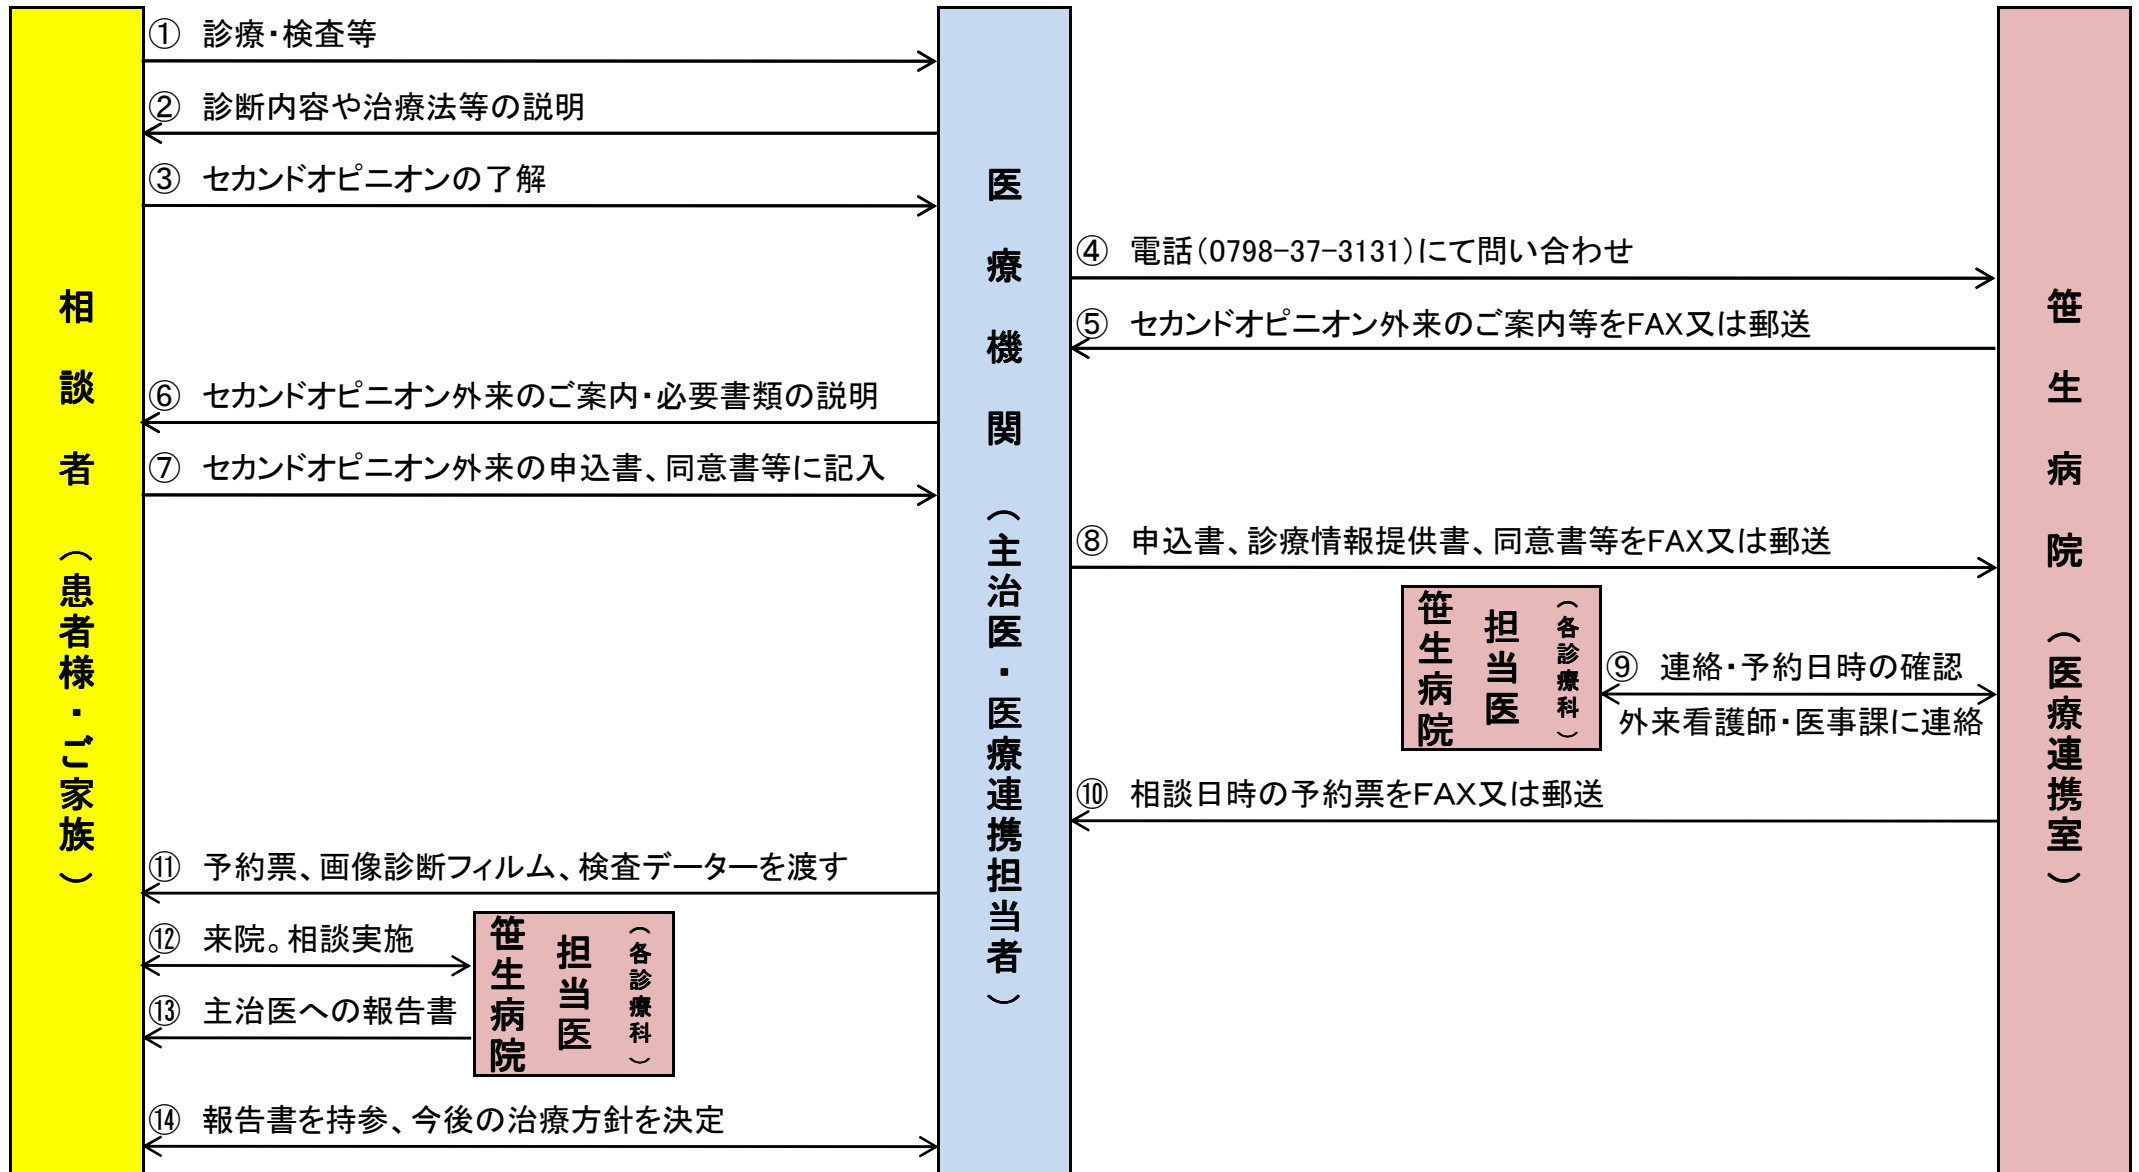 相談者（患者様・ご家族）
① 診療・検査等
② 診断内容や治療法等の説明
③ セカンドオピニオンの了解
医療機関（主治医・医療連携担当者）
④ 電話（0798-37-3131）にて問い合わせ
⑤ セカンドオピニオン外来のご案内等をFAX又は郵送
笹生病院（医療連携室）
⑥ セカンドオピニオン外来のご案内・必要書類の説明
⑦ セカンドオピニオン外来の申込書、同意書等に記入
⑧ 申込書、診療情報提供書、同意書等をFAX又は郵送
笹生病院
担当医
（各診療科）
⑨ 連絡・予約日時の確認
外来看護師・医事課に連絡
⑩ 相談日時の予約票をFAX又は郵送
⑪ 予約票、画像診断フィルム、検査データーを渡す
⑫ 来院。相談実施
⑬ 主治医への報告書
笹生病院
担当医
（各診療科）
⑭ 報告書を持参、今後の治療方針を決定